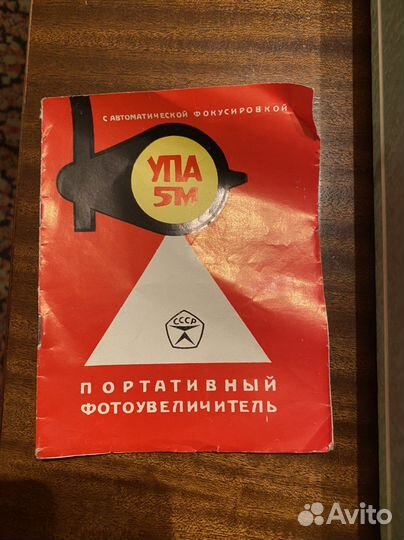 С АВТОМАТИЧЕСКОЙ ФОКУСИРОВКОЙ
УПА
5М
СССР
ПОРТАТИВНЫЙ
ФОТОУВЕЛИЧИТЕЛЬ
Avito